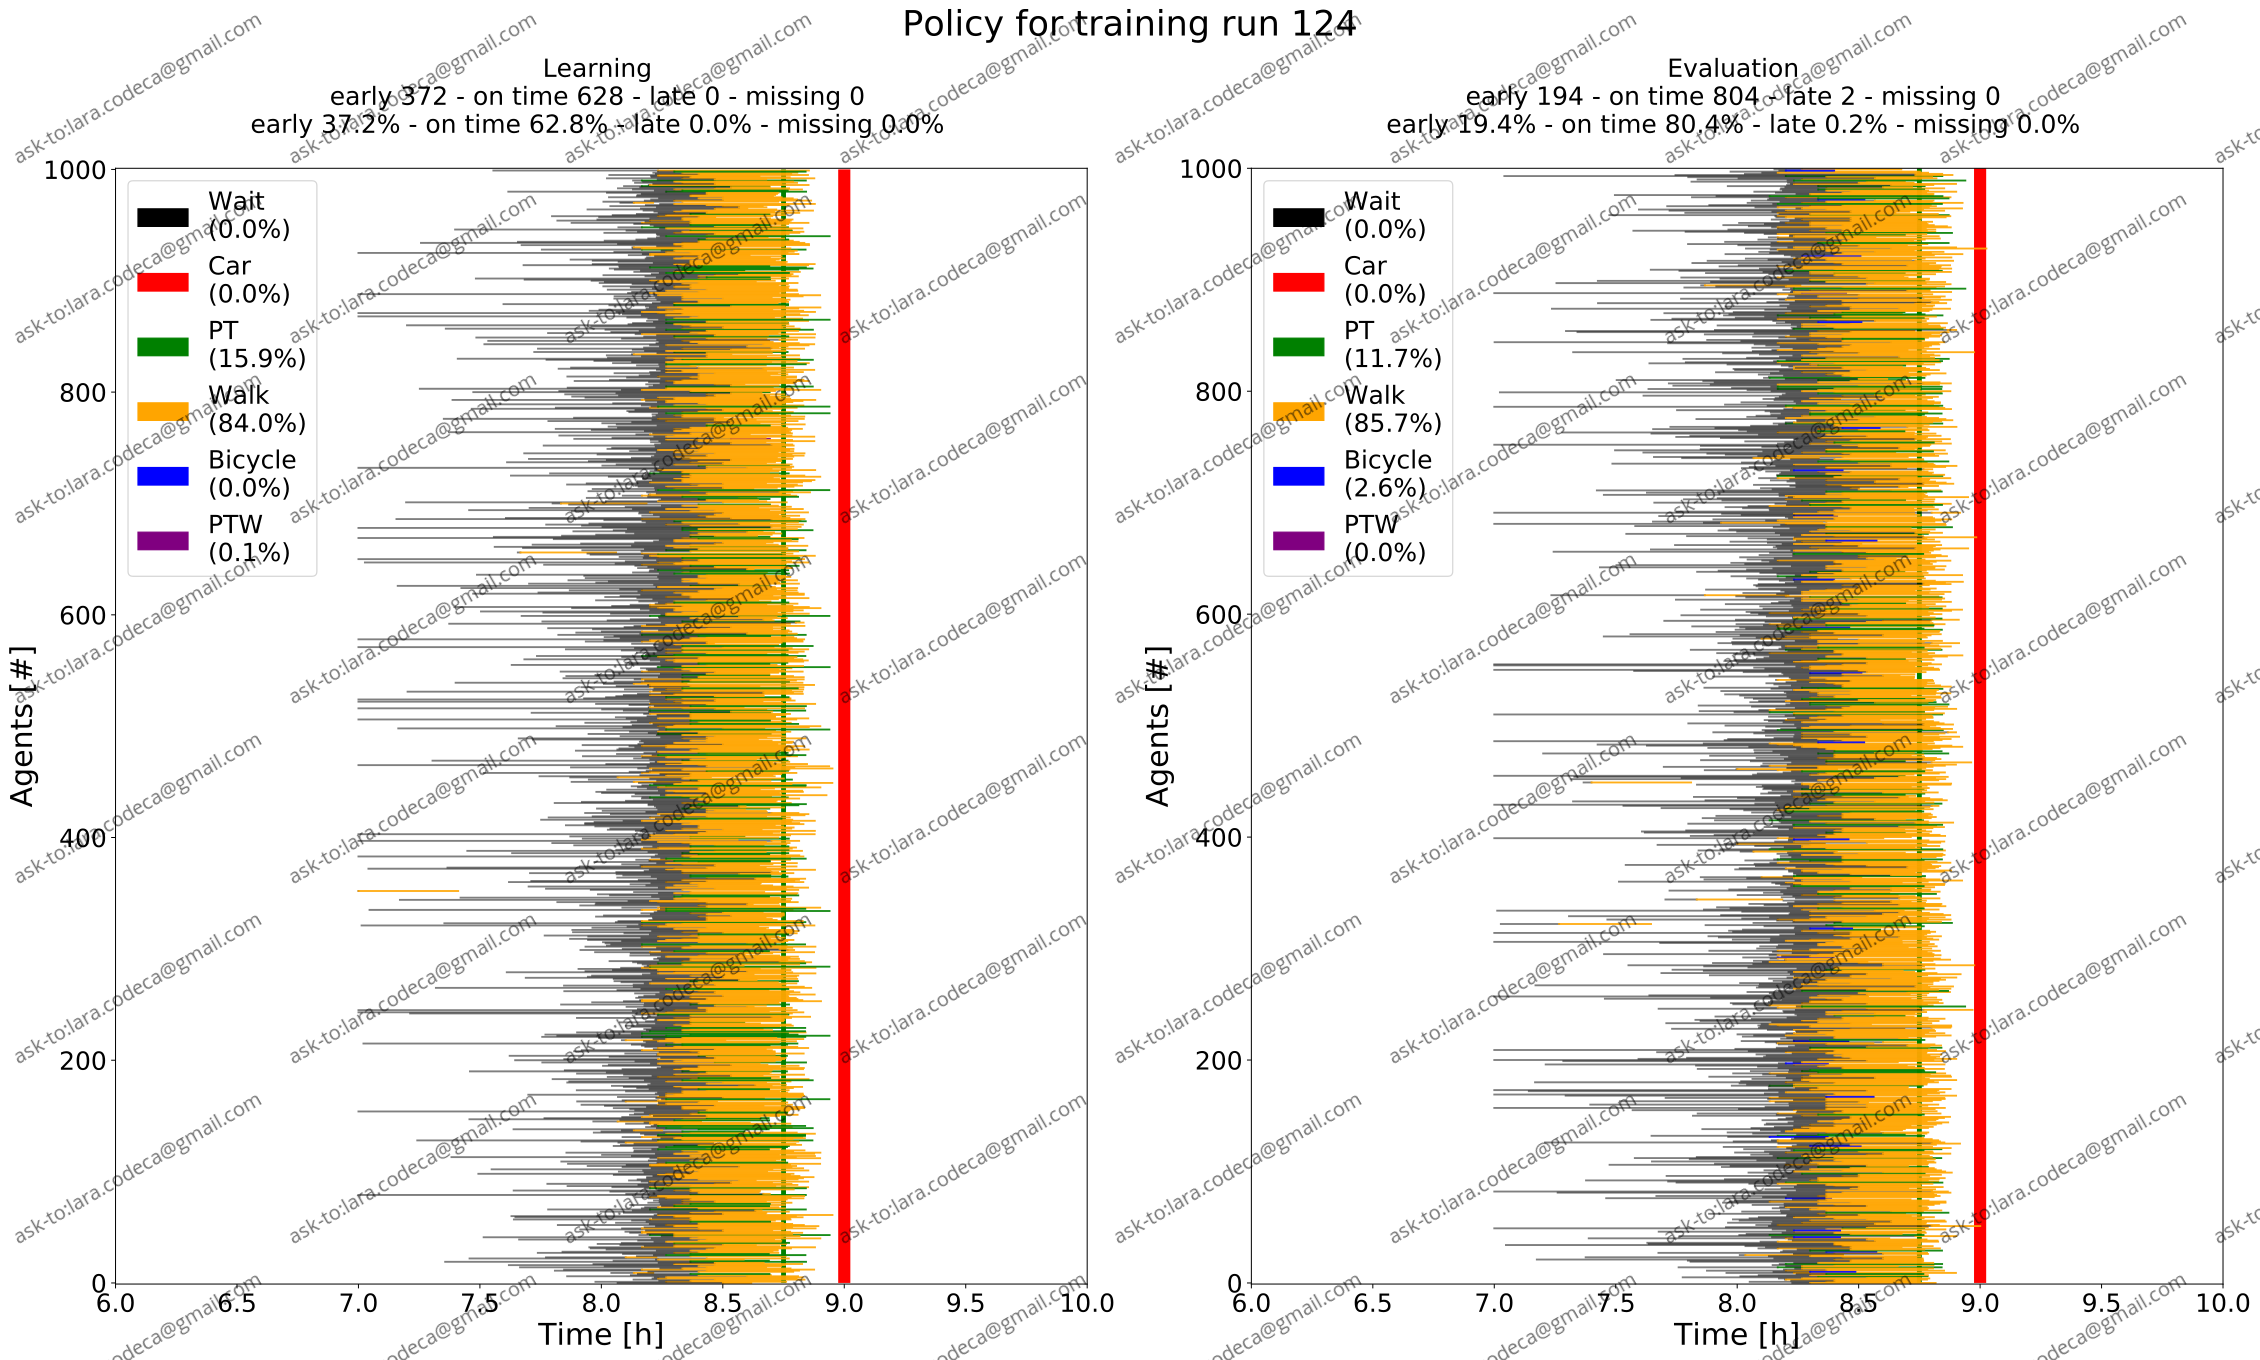 Policy for training run 124
Learning
early 372 - on time 628 - late 0 - missing 0
early 37.2% - on time 62.8% - late 0.0% - missing 0.0%
Agents [#]
1000
800
600
400
200
0
Wait
(0.0%)
Car
(0.0%)
PT
(15.9%)
Walk
(84.0%)
Bicycle
(0.0%)
PTW
(0.1%)
6.0 6.5 7.0 7.5 8.0 8.5 9.0 9.5 10.0
Time [h]
Evaluation
early 194 - on time 804 - late 2 - missing 0
early 19.4% - on time 80.4% - late 0.2% - missing 0.0%
Agents [#]
1000
800
600
400
200
0
Wait
(0.0%)
Car
(0.0%)
PT
(11.7%)
Walk
(85.7%)
Bicycle
(2.6%)
PTW
(0.0%)
6.0 6.5 7.0 7.5 8.0 8.5 9.0 9.5 10.0
Time [h]
ask-to:lara.codeca@gmail.com